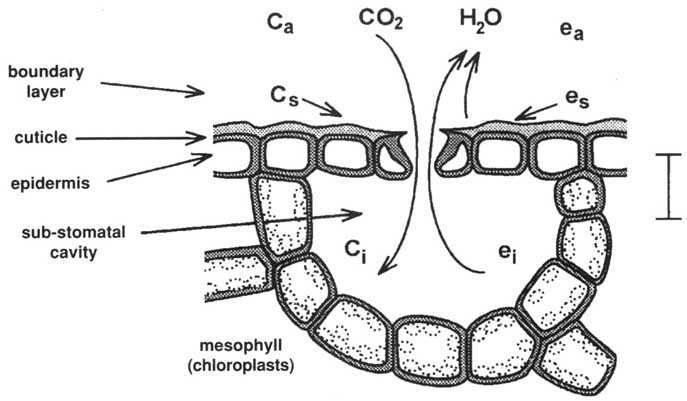 Ca
CO2
H2O
ea
boundary
layer
Cs
es
cuticle
epidermis
sub-stomatal
cavity
Ci
ei
mesophyll
(chloroplasts)